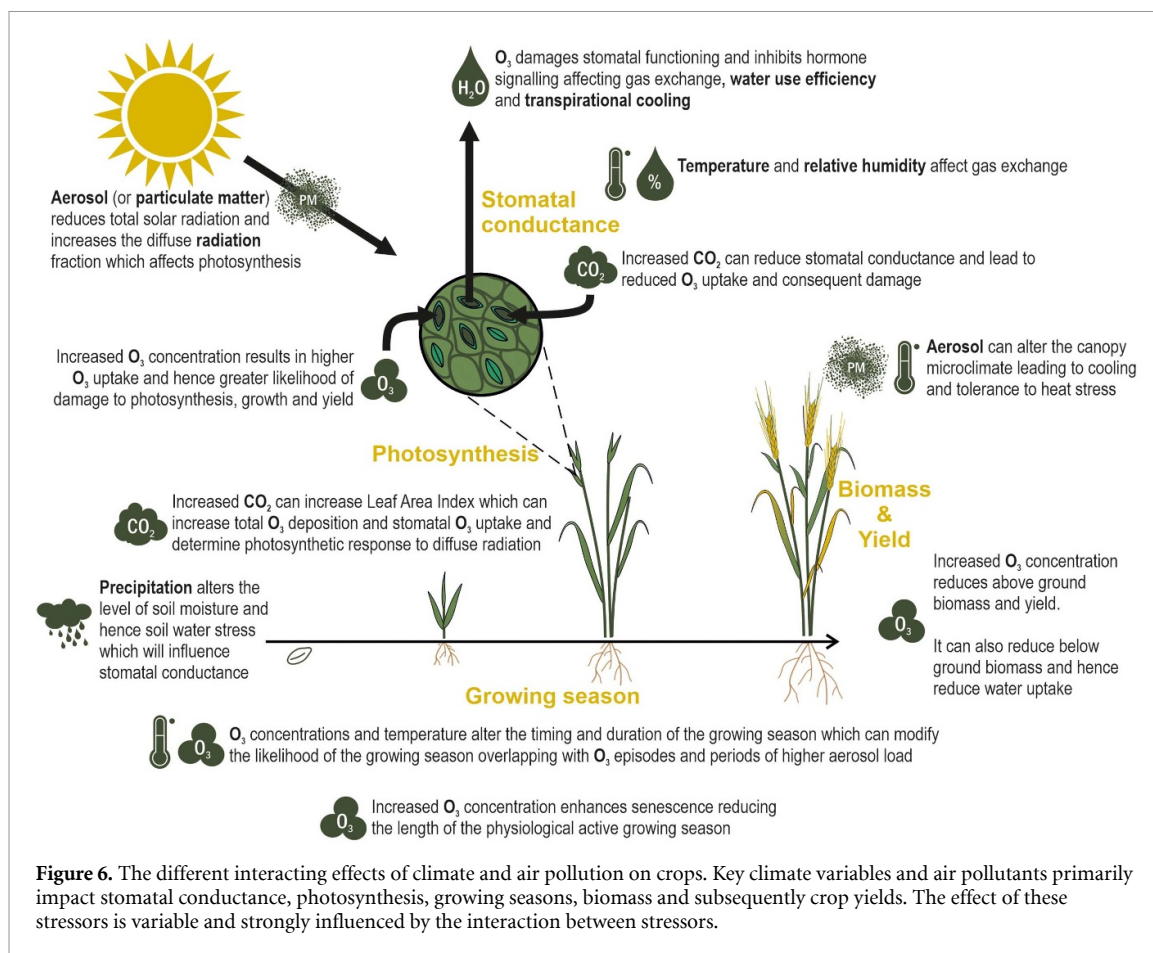 O₃ damages stomatal functioning and inhibits hormone
signalling affecting gas exchange, water use efficiency
and transpirational cooling
H₂O
Temperature and relative humidity affect gas exchange
%
Aerosol (or particulate matter)
reduces total solar radiation and
increases the diffuse radiation
fraction which affects photosynthesis
PM
Stomatal
conductance
CO₂
Increased CO₂ can reduce stomatal conductance and lead to
reduced O₃ uptake and consequent damage
Increased O₃ concentration results in higher
O₃ uptake and hence greater likelihood of
damage to photosynthesis, growth and yield
O₃
PM
Aerosol can alter the canopy
microclimate leading to cooling
and tolerance to heat stress
Photosynthesis
CO₂
Increased CO₂ can increase Leaf Area Index which can
increase total O₃ deposition and stomatal O₃ uptake and
determine photosynthetic response to diffuse radiation
Biomass
&
Yield
Precipitation alters the
level of soil moisture and
hence soil water stress
which will influence
stomatal conductance
O₃
Increased O₃ concentration
reduces above ground
biomass and yield.
It can also reduce below
ground biomass and hence
reduce water uptake
Growing season
O₃
O₃ concentrations and temperature alter the timing and duration of the growing season which can modify
the likelihood of the growing season overlapping with O₃ episodes and periods of higher aerosol load
O₃
Increased O₃ concentration enhances senescence reducing
the length of the physiological active growing season
Figure 6. The different interacting effects of climate and air pollution on crops. Key climate variables and air pollutants primarily
impact stomatal conductance, photosynthesis, growing seasons, biomass and subsequently crop yields. The effect of these
stressors is variable and strongly influenced by the interaction between stressors.